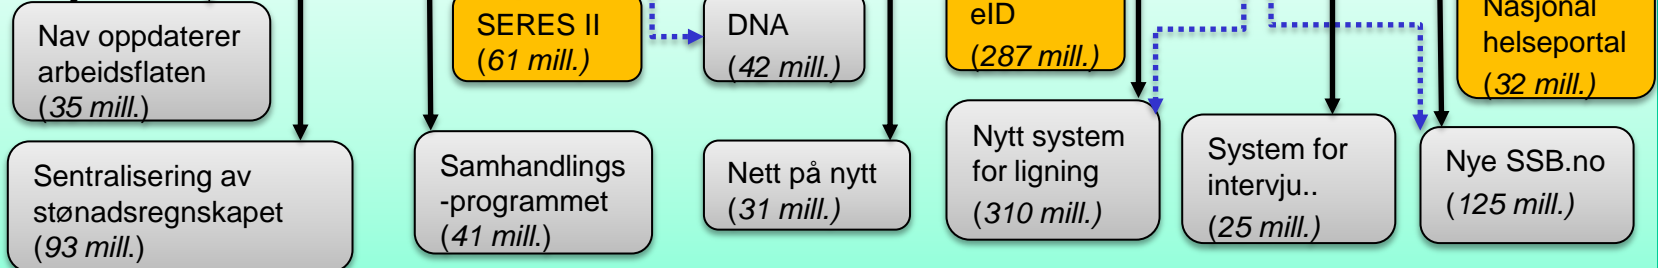 Nav oppdaterer
arbeidsflaten
(35 mill.)
SERES II
(61 mill.)
DNA
(42 mill.)
eID
(287 mill.)
Nasjonal
helseportal
(32 mill.)
Sentralisering av
stønadsregnskapet
(93 mill.)
Samhandlings
-programmet
(41 mill.)
Nett på nytt
(31 mill.)
Nytt system
for ligning
(310 mill.)
System for
intervju..
(25 mill.)
Nye SSB.no
(125 mill.)